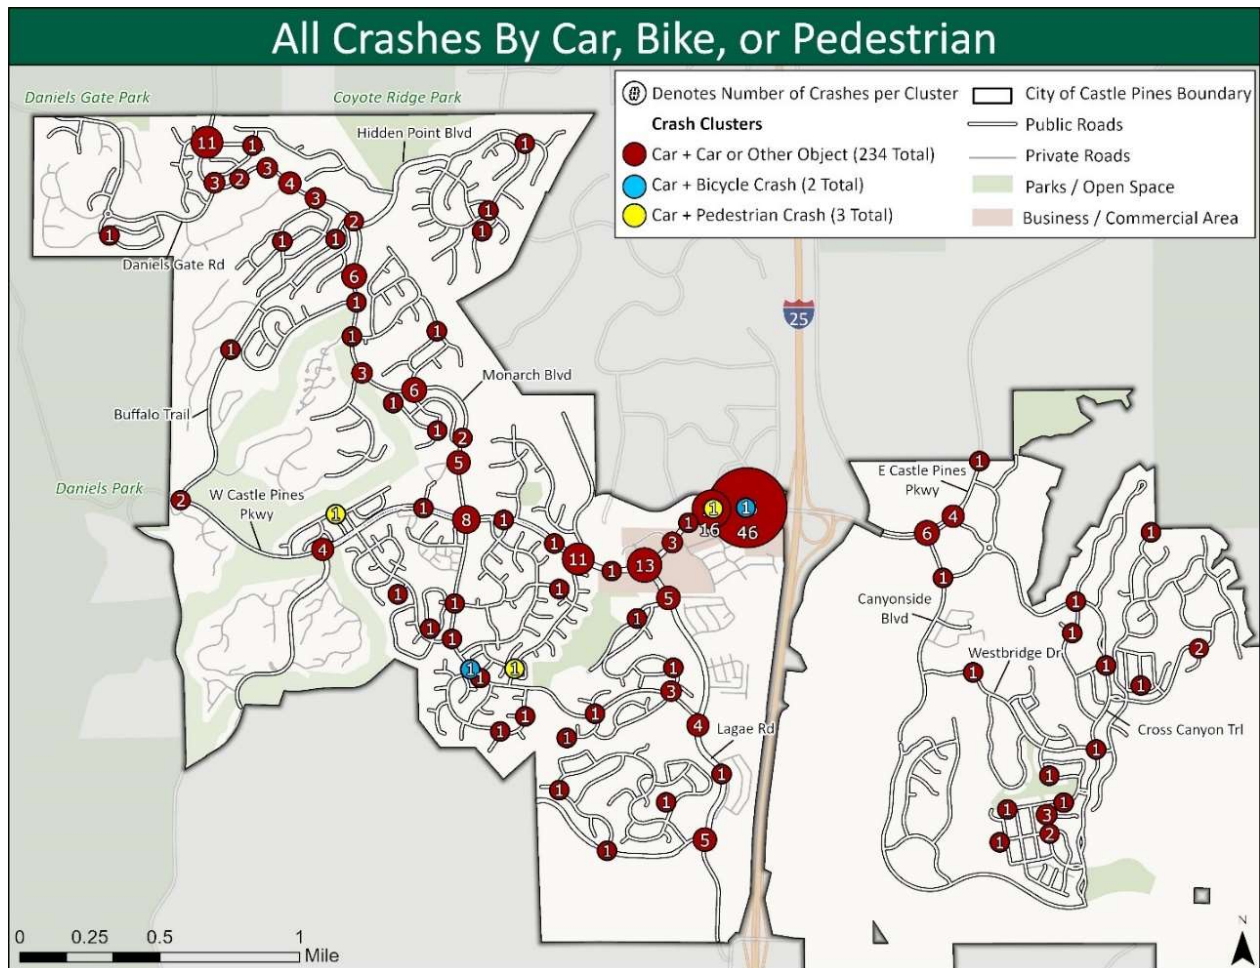 All Crashes By Car, Bike, or Pedestrian
Daniels Gate Park
Coyote Ridge Park
Hidden Point Blvd
# Denotes Number of Crashes per Cluster
Crash Clusters
Car + Car or Other Object (234 Total)
Car + Bicycle Crash (2 Total)
Car + Pedestrian Crash (3 Total)
City of Castle Pines Boundary
Public Roads
Private Roads
Parks / Open Space
Business / Commercial Area
11
1
1
3
3
2
4
3
1
2
1
1
1
1
Daniels Gate Rd
6
25
1
1
1
1
3
Monarch Blvd
6
1
Buffalo Trail
1
2
5
1
E Castle Pines
Pkwy
Daniels Park
2
W Castle Pines
Pkwy
1
1
8
1
1
1
1
16
46
4
6
1
4
1
11
1
13
3
1
Canyonside
Blvd
1
1
1
5
1
1
1
1
1
Westbridge Dr
2
1
1
1
1
1
1
1
3
1
1
1
1
4
Lagae Rd
Cross Canyon Trl
1
1
1
1
1
1
1
3
2
1
1
5
0 0.25 0.5 1
Mile
N